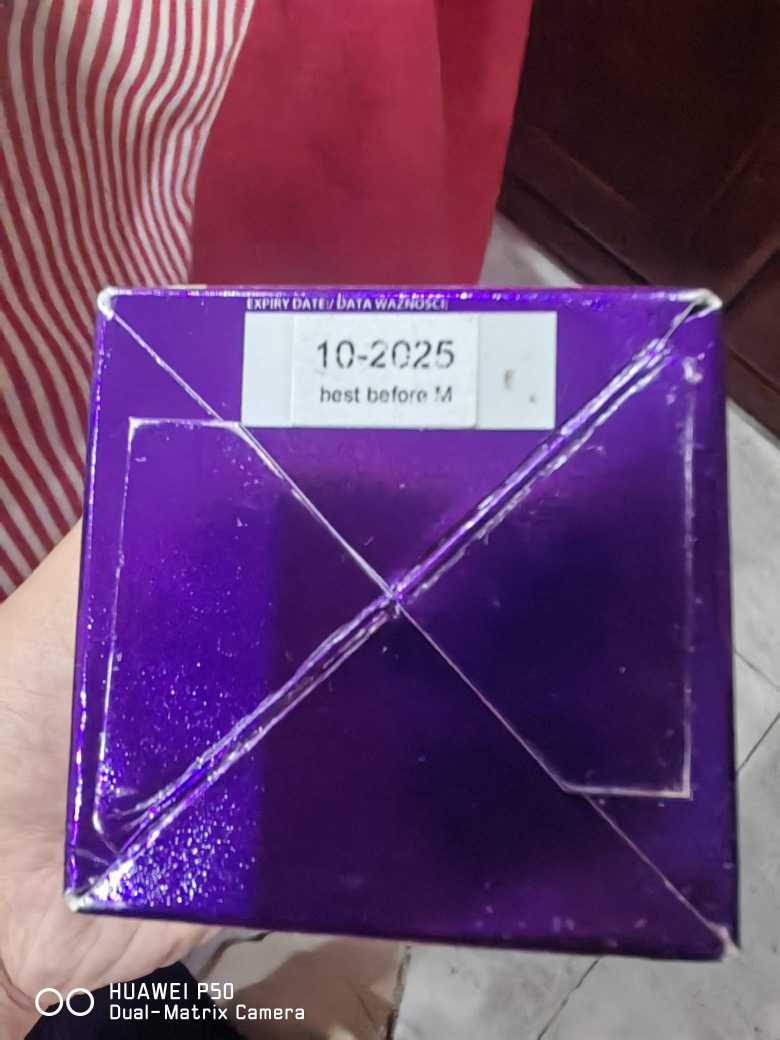 EXPIRY DATE:/ DATA WAŻNOŚCI:
10-2025
best before M
HUAWEI P50
Dual-Matrix Camera